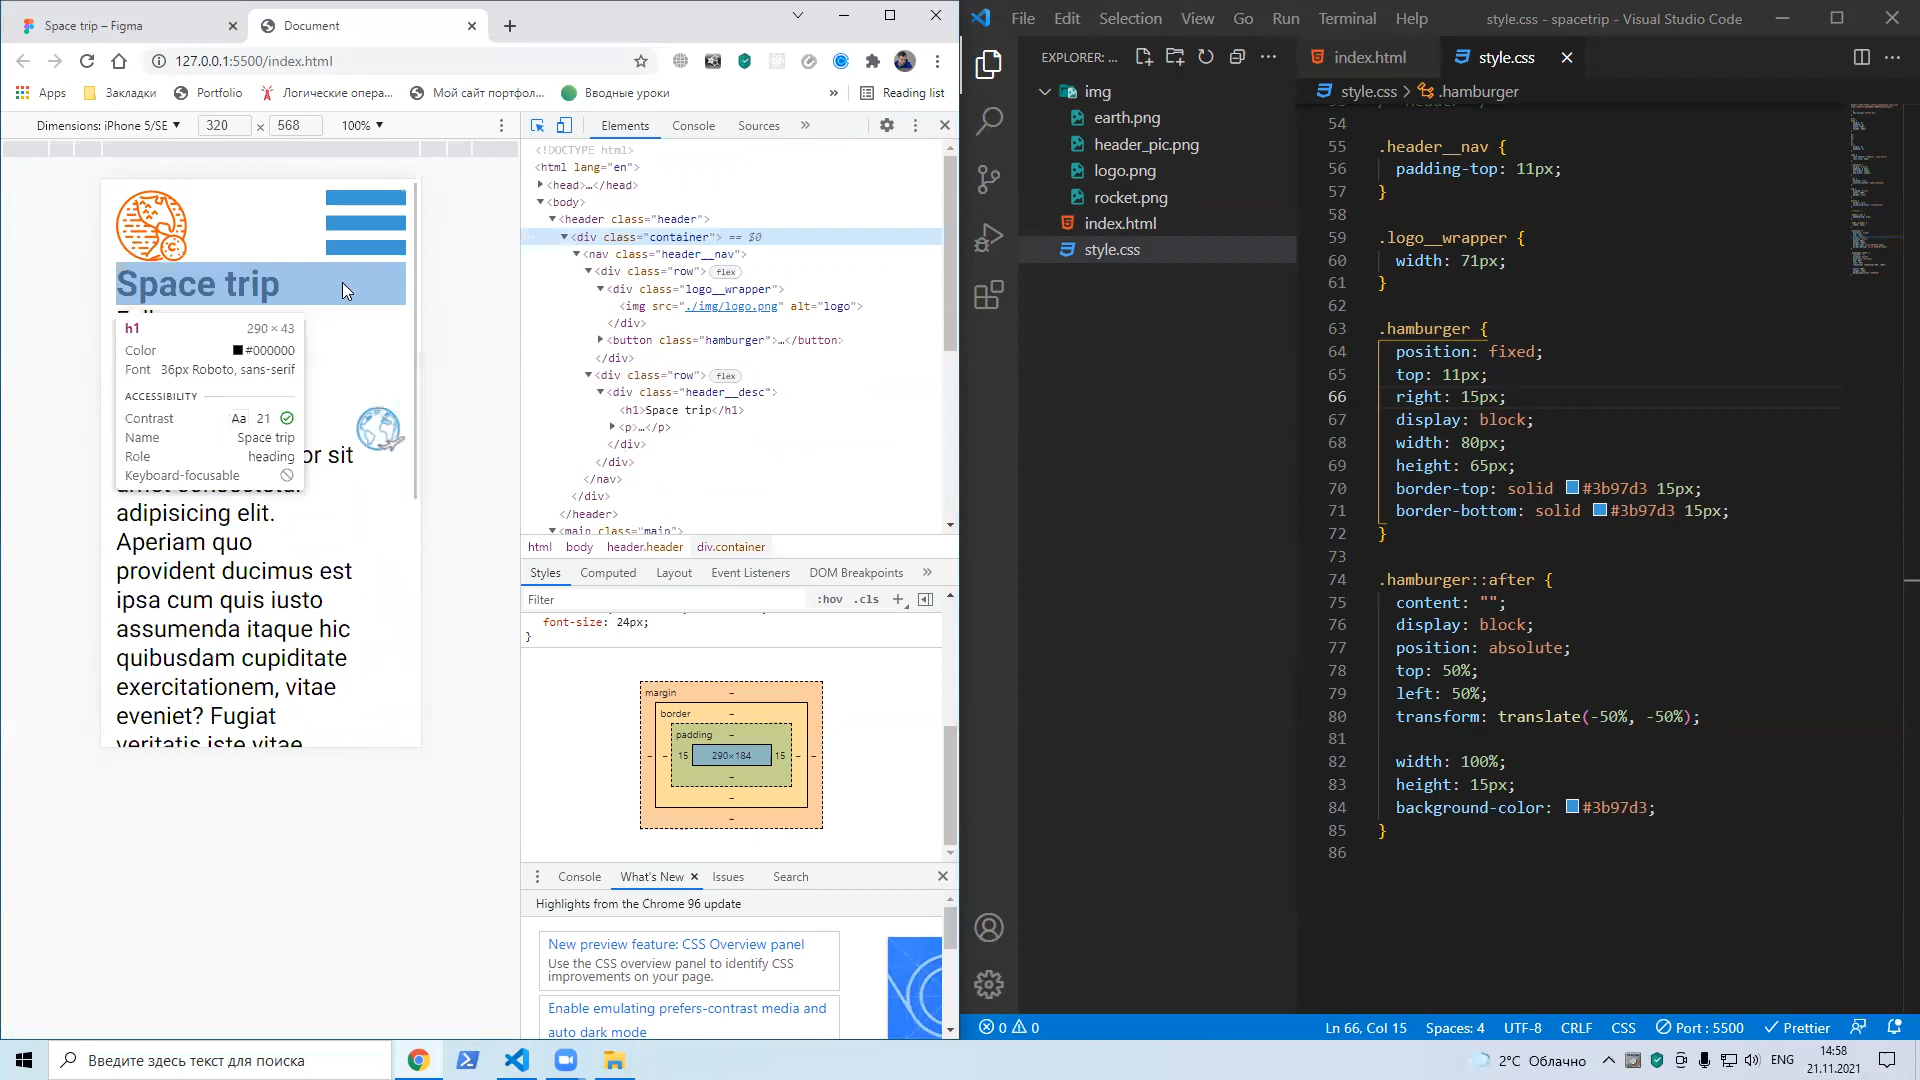 Space trip – Figma
Document
127.0.0.1:5500/index.html
Apps
Закладки
Portfolio
Логические опера...
Мой сайт портфол...
Вводные уроки
»
Reading list
Dimensions: iPhone 5/SE ▼
320
×
568
100% ▼
Space trip
h1
290 × 43
Color
#000000
Font
36px Roboto, sans-serif
ACCESSIBILITY
Contrast
Aa
21
Name
Space trip
Role
heading
Keyboard-focusable
or sit
adipisicing elit.
Aperiam quo
provident ducimus est
ipsa cum quis iusto
assumenda itaque hic
quibusdam cupiditate
exercitationem, vitae
eveniet? Fugiat
veritatis iste vitae
Elements
Console
Sources
»
<!DOCTYPE html>
<html lang="en">
<head>…</head>
<body>
<header class="header">
<div class="container"> == $0
<nav class="header__nav">
<div class="row"> flex
<div class="logo__wrapper">
<img src="./img/logo.png" alt="logo">
</div>
<button class="hamburger">…</button>
</div>
<div class="row"> flex
<div class="header__desc">
<h1>Space trip</h1>
<p>…</p>
</div>
</div>
</nav>
</div>
</header>
<main class="main">
html
body
header.header
div.container
Styles
Computed
Layout
Event Listeners
DOM Breakpoints
»
Filter
:hov
.cls
+
font-size: 24px;
}
margin
–
border
–
padding
–
– – 15 290×184 15 – –
–
–
–
Console
What's New
Issues
Search
Highlights from the Chrome 96 update
New preview feature: CSS Overview panel
Use the CSS overview panel to identify CSS
improvements on your page.
Enable emulating prefers-contrast media and
auto dark mode
File
Edit
Selection
View
Go
Run
Terminal
Help
style.css - spacetrip - Visual Studio Code
EXPLORER: ...
img
earth.png
header_pic.png
logo.png
rocket.png
index.html
style.css
index.html
style.css
style.css > .hamburger
54
55 .header__nav {
56 padding-top: 11px;
57 }
58
59 .logo__wrapper {
60 width: 71px;
61 }
62
63 .hamburger {
64 position: fixed;
65 top: 11px;
66 right: 15px;
67 display: block;
68 width: 80px;
69 height: 65px;
70 border-top: solid #3b97d3 15px;
71 border-bottom: solid #3b97d3 15px;
72 }
73
74 .hamburger::after {
75 content: "";
76 display: block;
77 position: absolute;
78 top: 50%;
79 left: 50%;
80 transform: translate(-50%, -50%);
81
82 width: 100%;
83 height: 15px;
84 background-color: #3b97d3;
85 }
86
0 0
Ln 66, Col 15
Spaces: 4
UTF-8
CRLF
CSS
Port : 5500
Prettier
Введите здесь текст для поиска
2°C Облачно
ENG
14:58
21.11.2021